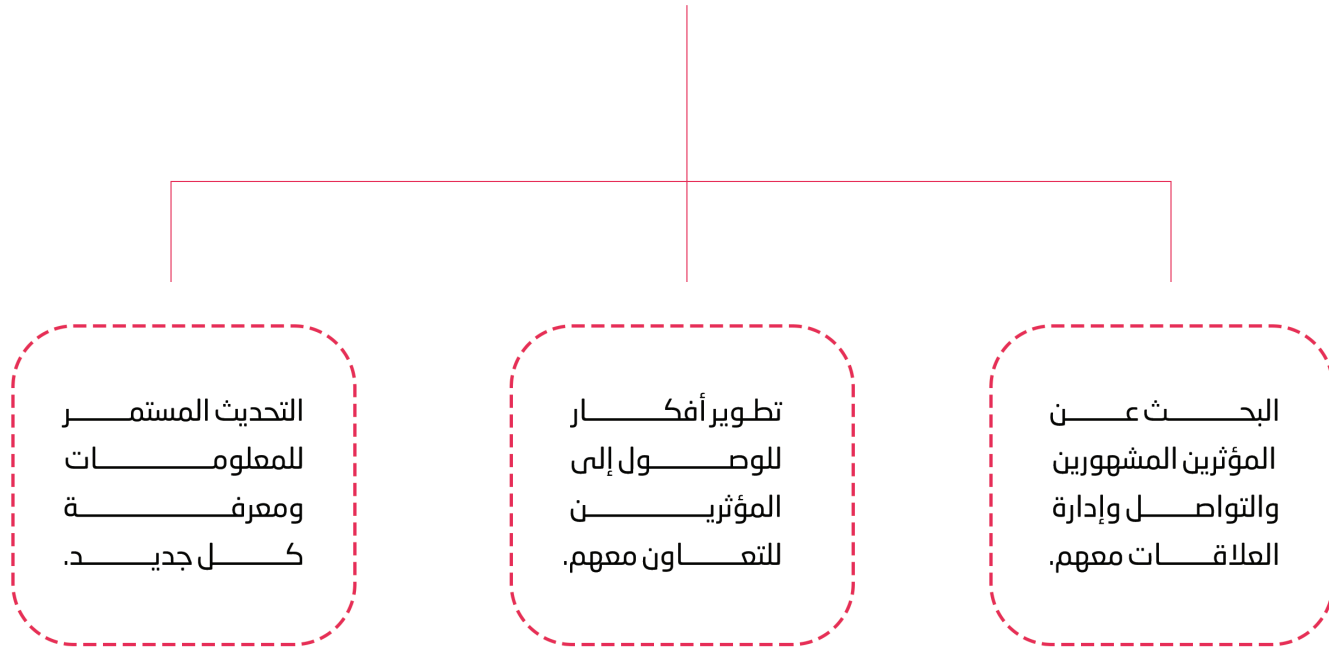 البحث عن
المؤثرين المشهورين
والتواصل وإدارة
العلاقات معهم.
تطوير أفكار
للوصول إلى
المؤثرين
للتعاون معهم.
التحديث المستمر
للمعلومات
ومعرفة
كل جديد.